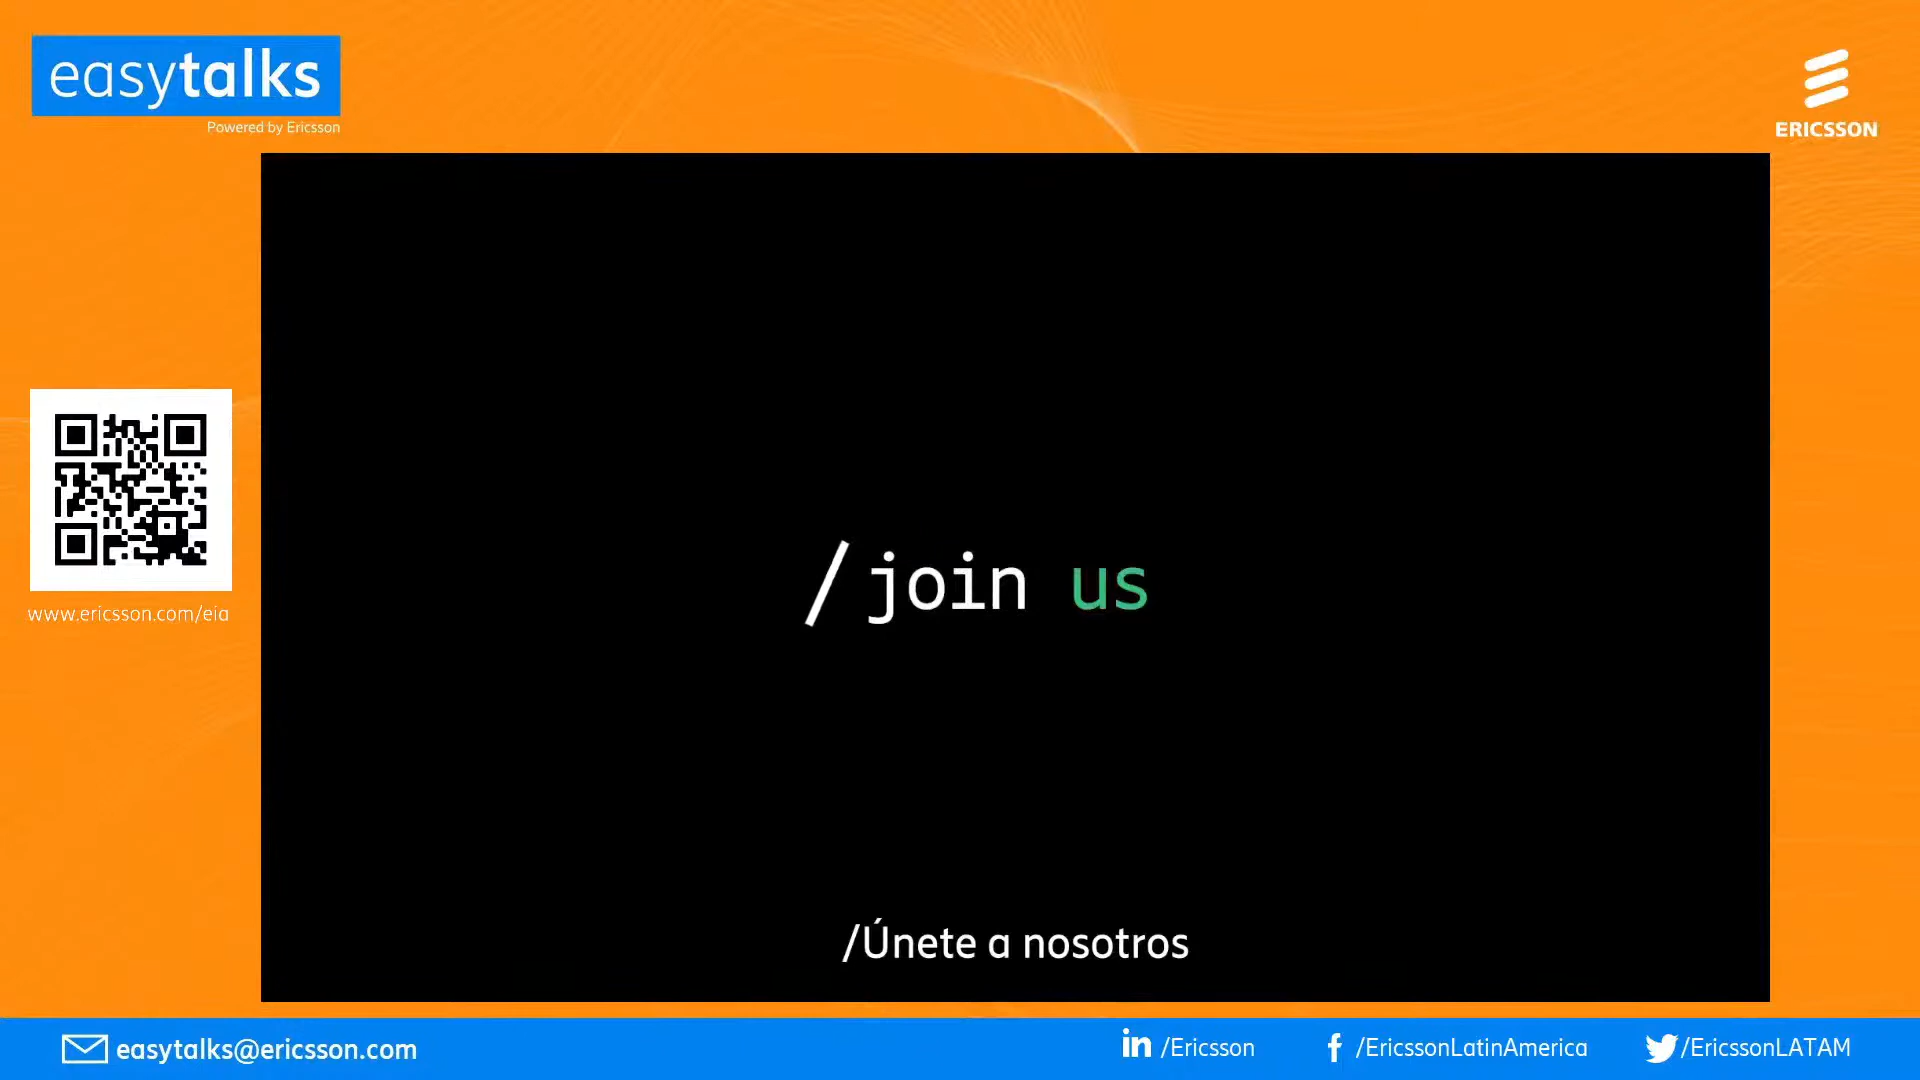 easytalks
Powered by Ericsson
ERICSSON
www.ericsson.com/eia
/join us
/Únete a nosotros
easytalks@ericsson.com
/Ericsson
/EricssonLatinAmerica
/EricssonLATAM